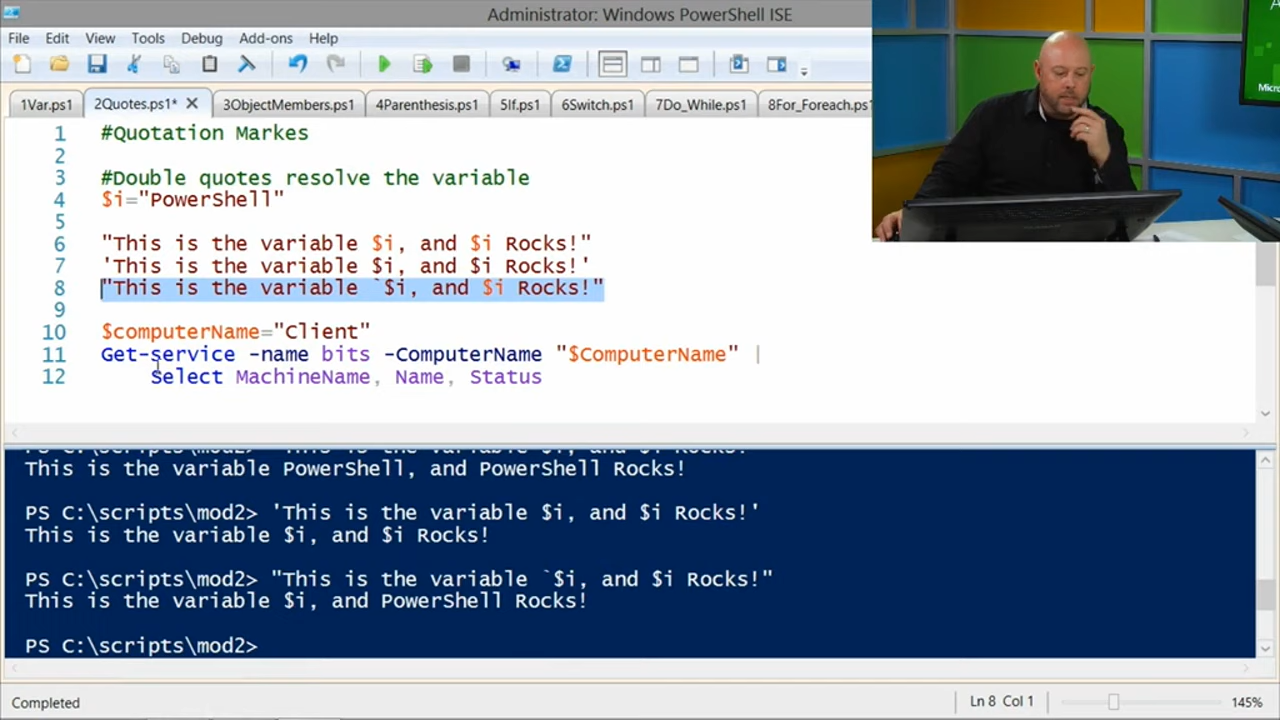 Administrator: Windows PowerShell ISE
File Edit View Tools Debug Add-ons Help
1Var.ps1 2Quotes.ps1* 3ObjectMembers.ps1 4Parenthesis.ps1 5If.ps1 6Switch.ps1 7Do_While.ps1 8For_Foreach.ps1
1 #Quotation Markes
2
3 #Double quotes resolve the variable
4 $i="PowerShell"
5
6 "This is the variable $i, and $i Rocks!"
7 'This is the variable $i, and $i Rocks!'
8 "This is the variable `$i, and $i Rocks!"
9
10 $computerName="Client"
11 Get-service -name bits -ComputerName "$ComputerName" |
12 Select MachineName, Name, Status
This is the variable PowerShell, and PowerShell Rocks!
PS C:\scripts\mod2> 'This is the variable $i, and $i Rocks!'
This is the variable $i, and $i Rocks!
PS C:\scripts\mod2> "This is the variable `$i, and $i Rocks!"
This is the variable $i, and PowerShell Rocks!
PS C:\scripts\mod2>
Completed
Ln 8 Col 1
145%